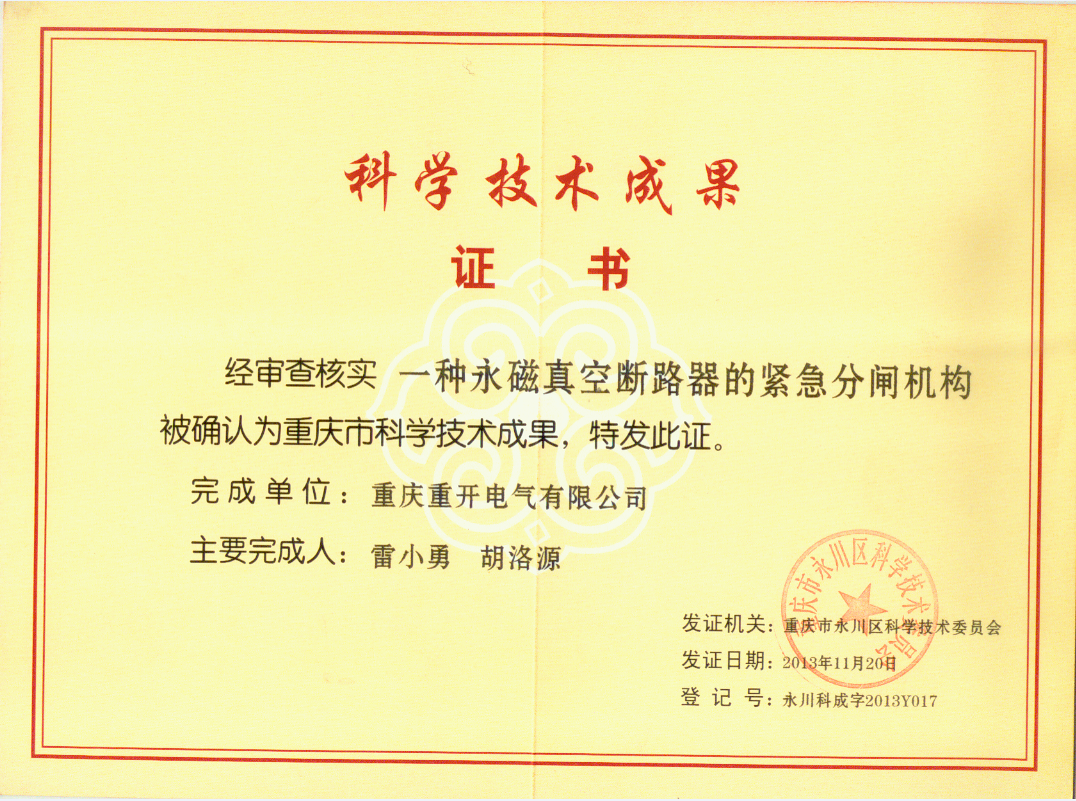 科学技术成果
证书
经审查核实 一种永磁真空断路器的紧急分闸机构
被确认为重庆市科学技术成果，特发此证。
完成单位：重庆重开电气有限公司
主要完成人：雷小勇 胡洛源
重庆市永川区科学技术委员会
发证机关：重庆市永川区科学技术委员会
发证日期：2013年11月20日
登记号：永川科成字2013Y017